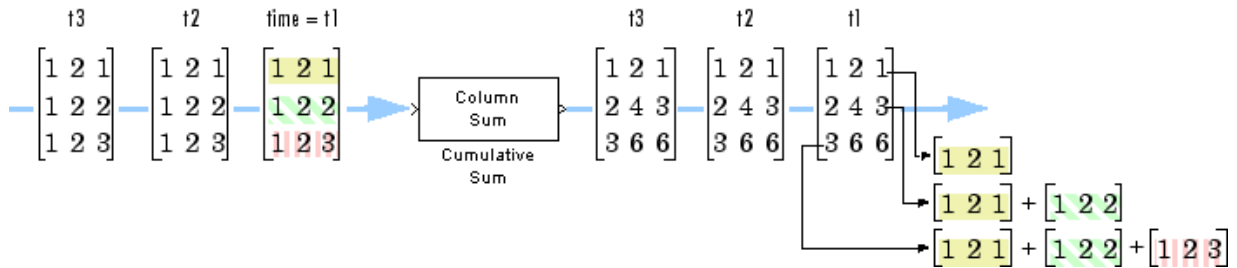 t3 t2 time = t1 t3 t2 t1
[1 2 1] [1 2 1] [1 2 1] [1 2 1] [1 2 1] [1 2 1]
Column
[1 2 2] [1 2 2] [1 2 2] [2 4 3] [2 4 3] [2 4 3]
Sum
[1 2 3] [1 2 3] [1 2 3] [3 6 6] [3 6 6] [3 6 6]
Cumulative
Sum
[1 2 1]
[1 2 1] + [1 2 2]
[1 2 1] + [1 2 2] + [1 2 3]